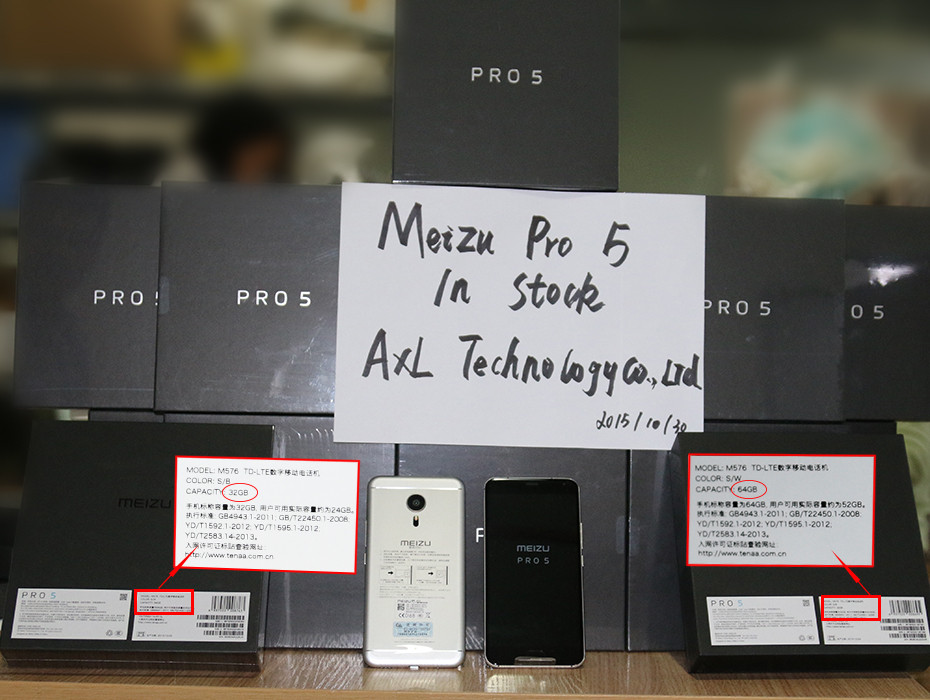 PRO 5
PRO 5
PRO 5
PRO 5
O 5
Meizu Pro 5
In Stock
AXL Technology Co., Ltd
2015/10/30
MEIZU
MODEL: M576 TD-LTE数字移动电话机
COLOR: S/B
CAPACITY: 32GB
手机标称容量为32GB, 用户可用实际容量约为24GB。
执行标准: GB4943.1-2011; GB/T22450.1-2008
YD/T1592.1-2012; YD/T1595.1-2012;
YD/T2583.14-2013。
入网许可证标贴查验网址:
http://www.tenaa.com.cn
MODEL: M576 TD-LTE数字移动电话机
COLOR: S/W
CAPACITY: 64GB
手机标称容量为64GB, 用户可用实际容量约为52GB。
执行标准: GB4943.1-2011; GB/T22450.1-2008;
YD/T1592.1-2012; YD/T1595.1-2012;
YD/T2583.14-2013。
入网许可证标贴查验网址:
http://www.tenaa.com.cn
MEIZU
MEIZU
PRO 5
PRO 5
PRO 5